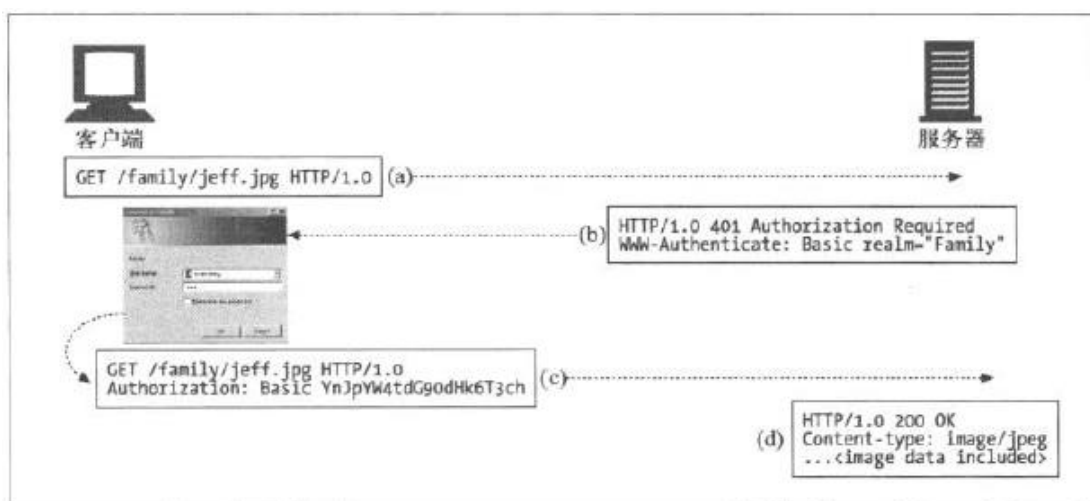 客户端
服务器
GET /family/jeff.jpg HTTP/1.0
(a)
(b)
HTTP/1.0 401 Authorization Required
WWW-Authenticate: Basic realm="Family"
GET /family/jeff.jpg HTTP/1.0
Authorization: Basic YnJpYW4tdG90dHk6T3ch
(c)
(d)
HTTP/1.0 200 OK
Content-type: image/jpeg
...<image data included>